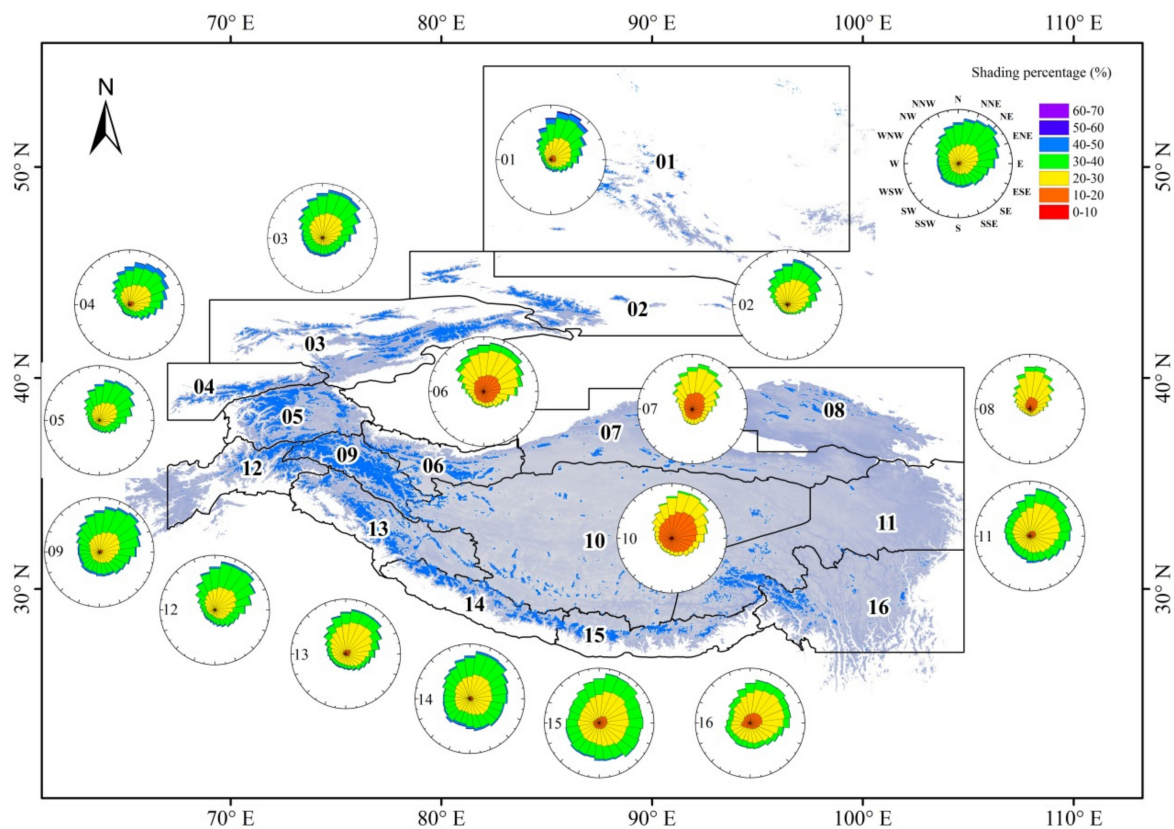 70° E 80° E 90° E 100° E 110° E
N
Shading percentage (%)
N
NNE
NE
ENE
E
ESE
SE
SSE
S
SSW
SW
WSW
W
WNW
NW
NNW
60-70
50-60
40-50
30-40
20-30
10-20
0-10
50° N
40° N
30° N
50° N
40° N
30° N
01
01
03
04
02
02
03
04
05
05
06
07
08
08
07
12
09
06
09
13
10
10
11
11
12
14
15
16
13
14
15
16
70° E 80° E 90° E 100° E 110° E